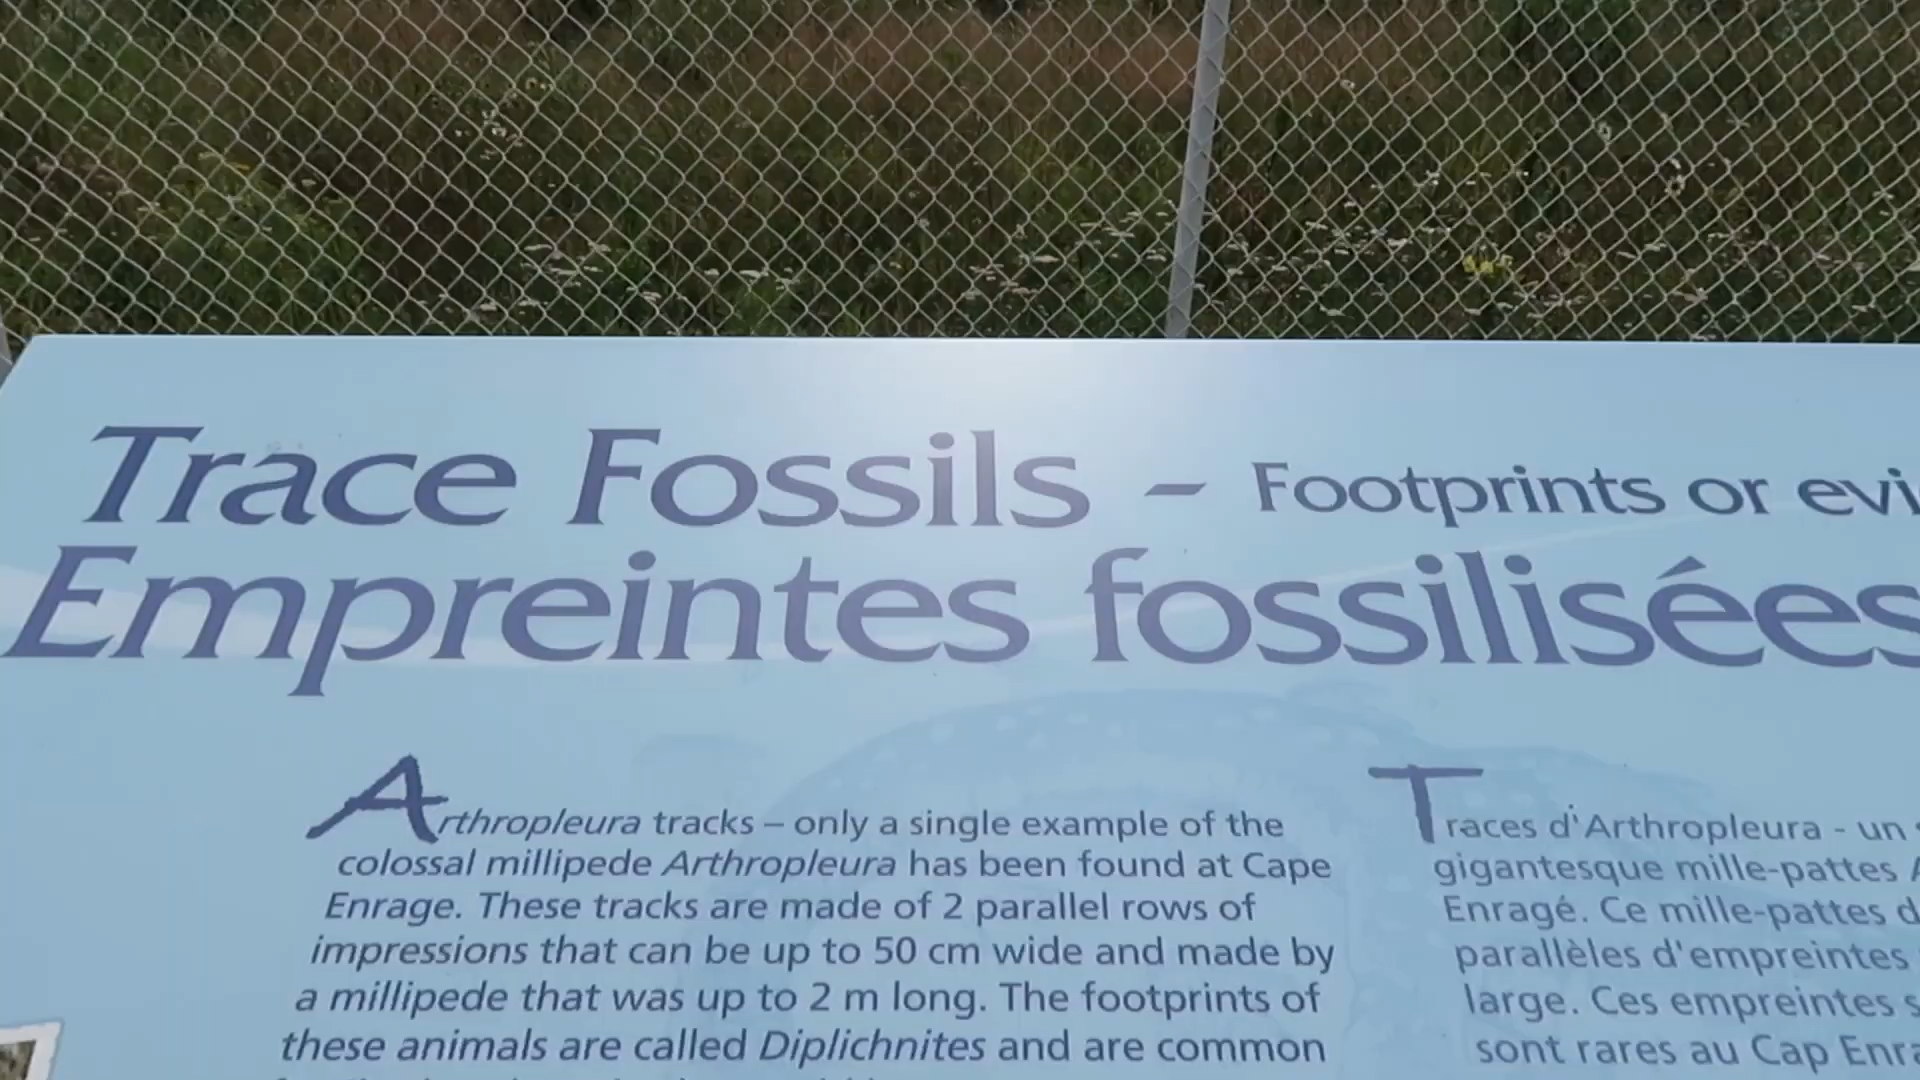 Trace Fossils – Footprints or
Empreintes fossilisées
Arthropleura tracks – only a single example of the
colossal millipede Arthropleura has been found at Cape
Enrage. These tracks are made of 2 parallel rows of
impressions that can be up to 50 cm wide and made by
a millipede that was up to 2 m long. The footprints of
these animals are called Diplichnites and are common
Traces d'Arthropleura - un
gigantesque mille-pattes
Enragé. Ce mille-pattes
parallèles d'empreintes
large. Ces empreintes
sont rares au Cap